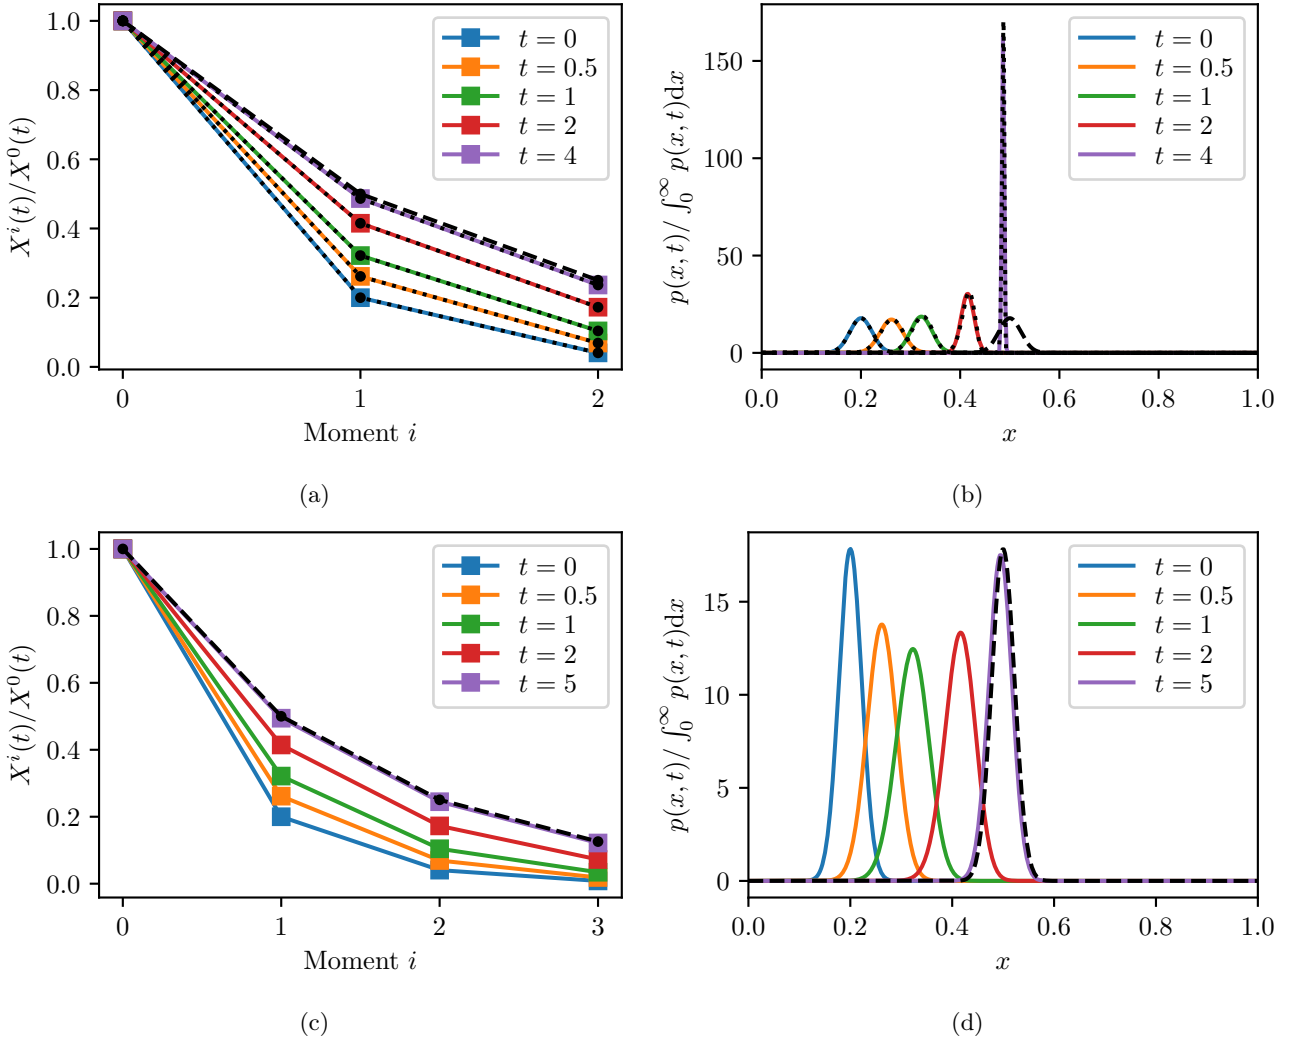 X^i(t)/X^0(t)
1.0
0.8
0.6
0.4
0.2
0.0
0 1 2
Moment i
t = 0
t = 0.5
t = 1
t = 2
t = 4
(a)
p(x, t)/ ∫_0^∞ p(x, t)dx
150
100
50
0
0.0 0.2 0.4 0.6 0.8 1.0
x
t = 0
t = 0.5
t = 1
t = 2
t = 4
(b)
X^i(t)/X^0(t)
1.0
0.8
0.6
0.4
0.2
0.0
0 1 2 3
Moment i
t = 0
t = 0.5
t = 1
t = 2
t = 5
(c)
p(x, t)/ ∫_0^∞ p(x, t)dx
15
10
5
0
0.0 0.2 0.4 0.6 0.8 1.0
x
t = 0
t = 0.5
t = 1
t = 2
t = 5
(d)